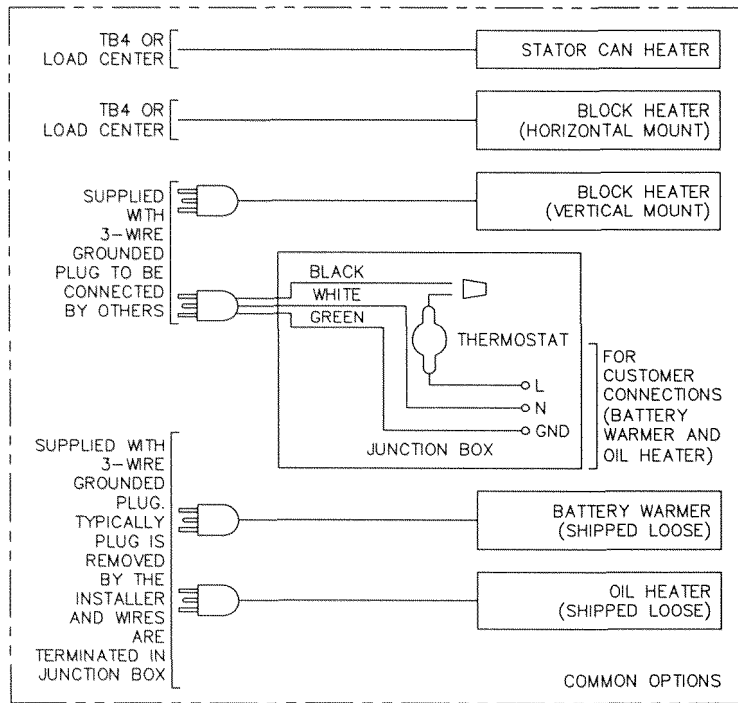 TB4 OR
LOAD CENTER
STATOR CAN HEATER
TB4 OR
LOAD CENTER
BLOCK HEATER
(HORIZONTAL MOUNT)
SUPPLIED
WITH
3-WIRE
GROUNDED
PLUG TO BE
CONNECTED
BY OTHERS
BLOCK HEATER
(VERTICAL MOUNT)
BLACK
WHITE
GREEN
THERMOSTAT
L
N
GND
JUNCTION BOX
FOR
CUSTOMER
CONNECTIONS
(BATTERY
WARMER AND
OIL HEATER)
SUPPLIED WITH
3-WIRE
GROUNDED
PLUG.
TYPICALLY
PLUG IS
REMOVED
BY THE
INSTALLER
AND WIRES
ARE
TERMINATED IN
JUNCTION BOX
BATTERY WARMER
(SHIPPED LOOSE)
OIL HEATER
(SHIPPED LOOSE)
COMMON OPTIONS